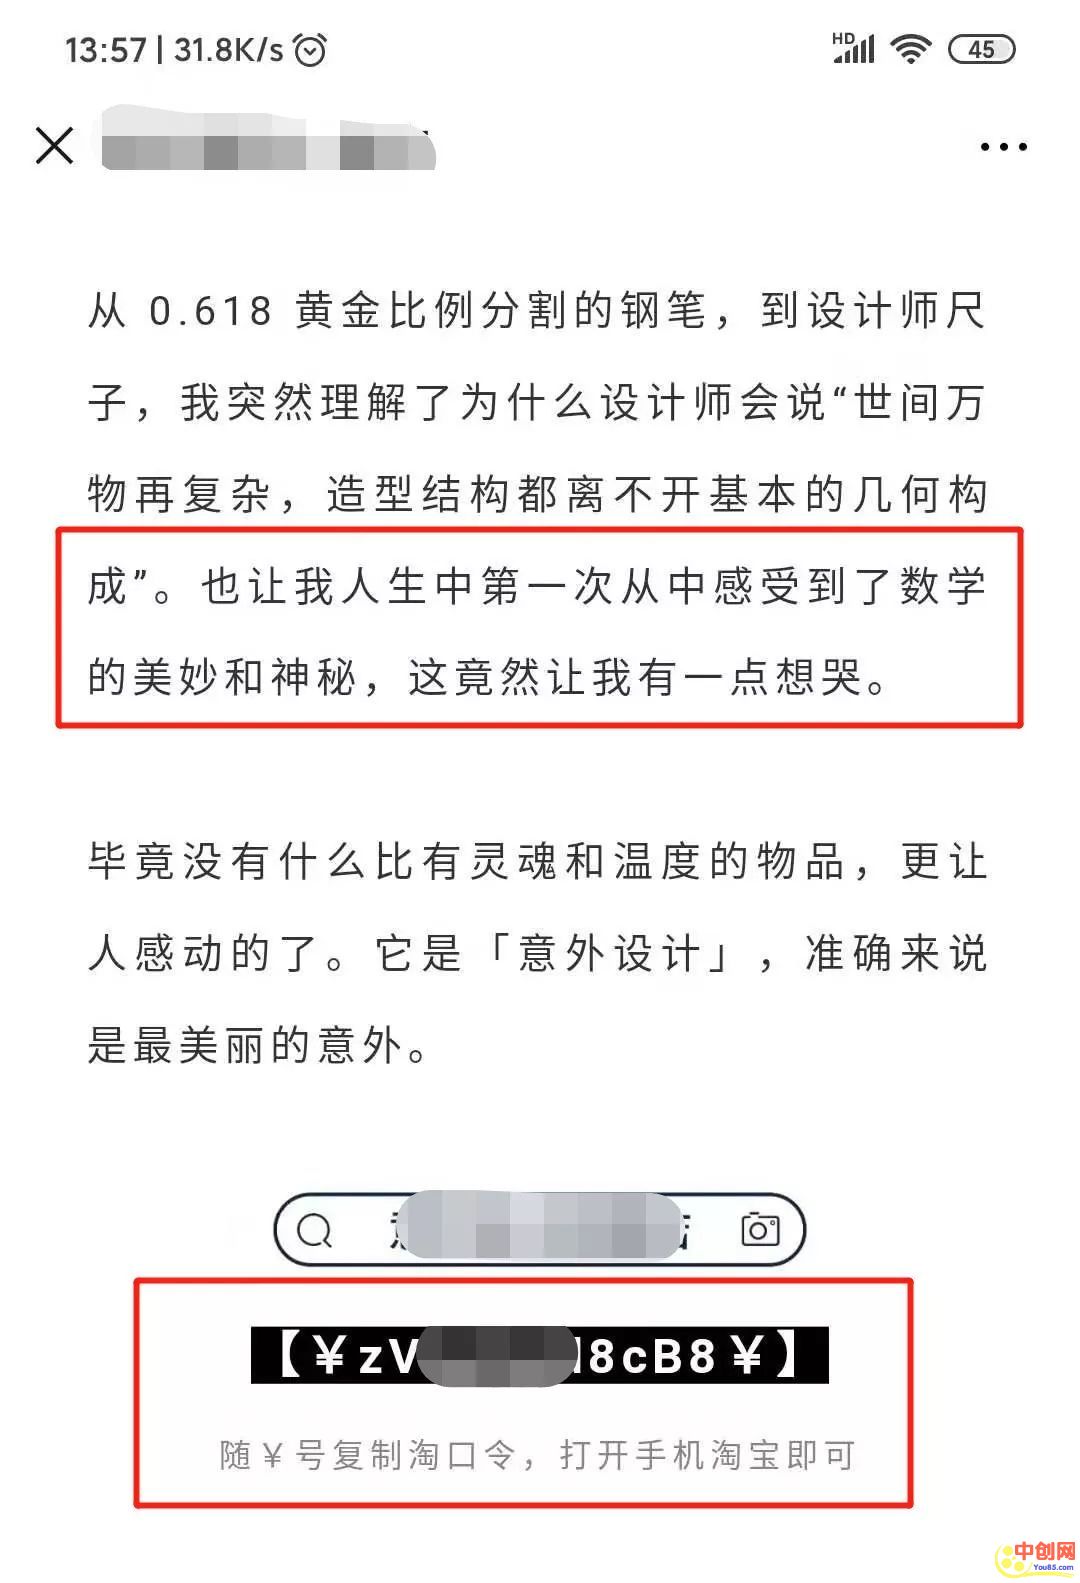 13:57 | 31.8K/s
HD
45
从 0.618 黄金比例分割的钢笔，到设计师尺
子，我突然理解了为什么设计师会说“世间万
物再复杂，造型结构都离不开基本的几何构
成”。也让我人生中第一次从中感受到了数学
的美妙和神秘，这竟然让我有一点想哭。
毕竟没有什么比有灵魂和温度的物品，更让
人感动的了。它是「意外设计」，准确来说
是最美丽的意外。
【￥zV
8cB8￥】
随￥号复制淘口令，打开手机淘宝即可
中创网
You85.com